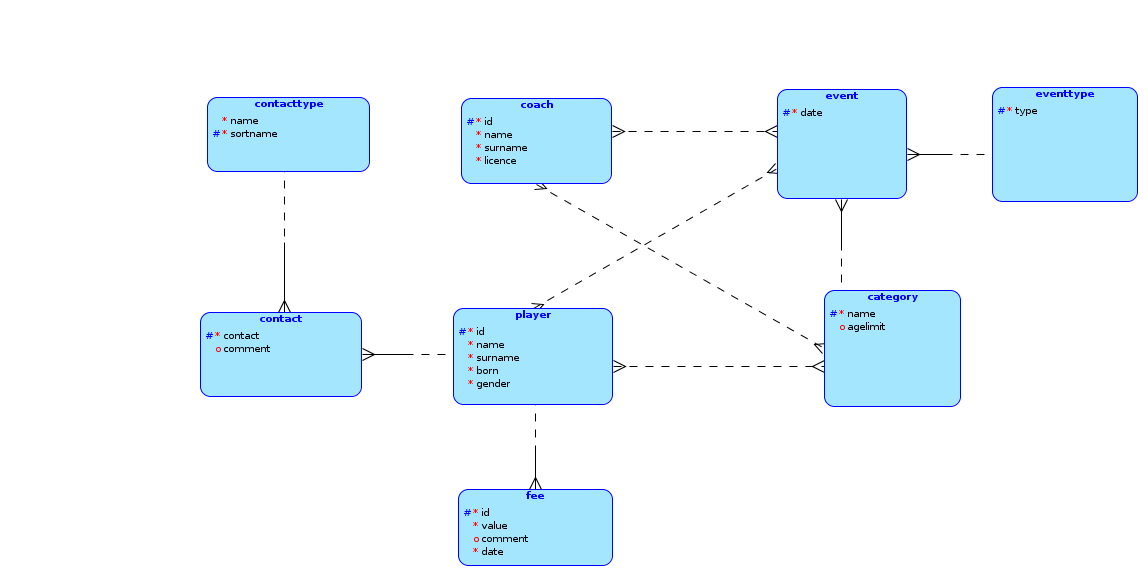 contacttype
* name
#* sortname
coach
#* id
* name
* surname
* licence
event
#* date
eventtype
#* type
contact
#* contact
o comment
player
#* id
* name
* surname
* born
* gender
category
#* name
o agelimit
fee
#* id
* value
o comment
* date